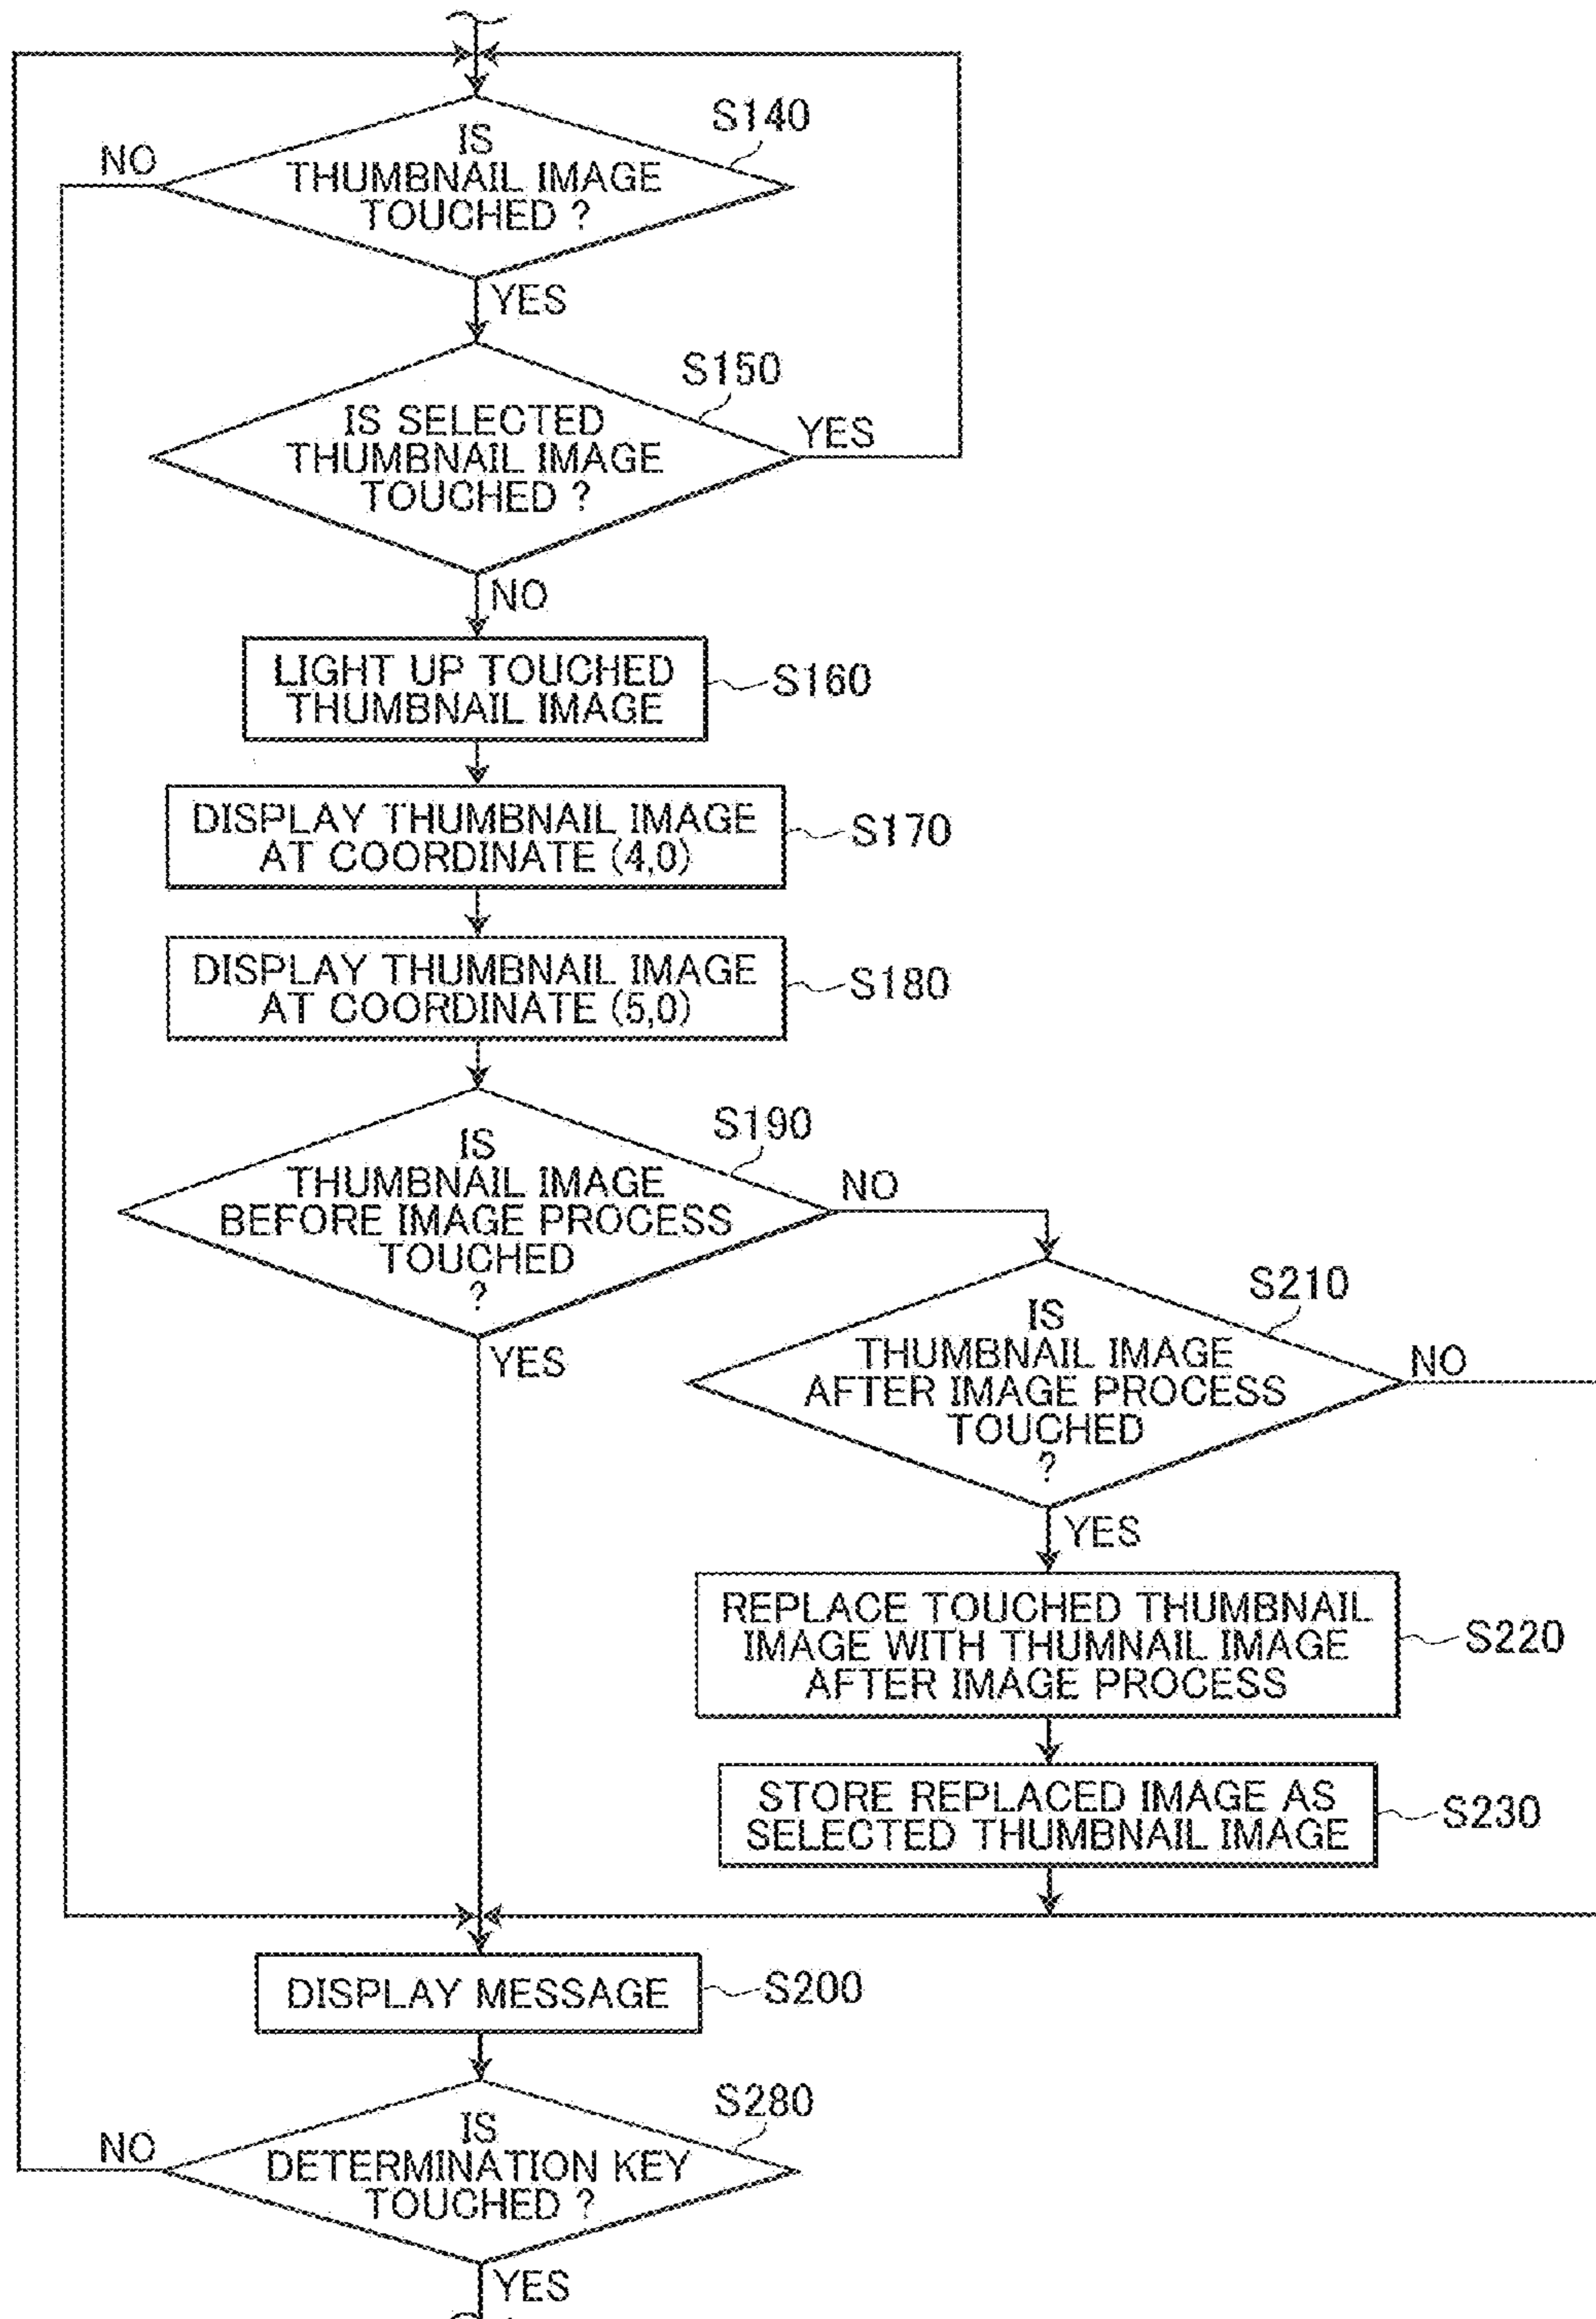 S140
IS
THUMBNAIL IMAGE
TOUCHED ?
NO
YES
S150
IS SELECTED
THUMBNAIL IMAGE
TOUCHED ?
YES
NO
LIGHT UP TOUCHED
THUMBNAIL IMAGE
S160
DISPLAY THUMBNAIL IMAGE
AT COORDINATE (4,0)
S170
DISPLAY THUMBNAIL IMAGE
AT COORDINATE (5,0)
S180
S190
IS
THUMBNAIL IMAGE
BEFORE IMAGE PROCESS
TOUCHED
?
NO
YES
S210
IS
THUMBNAIL IMAGE
AFTER IMAGE PROCESS
TOUCHED
?
NO
YES
REPLACE TOUCHED THUMBNAIL
IMAGE WITH THUMNAIL IMAGE
AFTER IMAGE PROCESS
S220
STORE REPLACED IMAGE AS
SELECTED THUMBNAIL IMAGE
S230
DISPLAY MESSAGE
S200
S280
IS
DETERMINATION KEY
TOUCHED ?
NO
YES